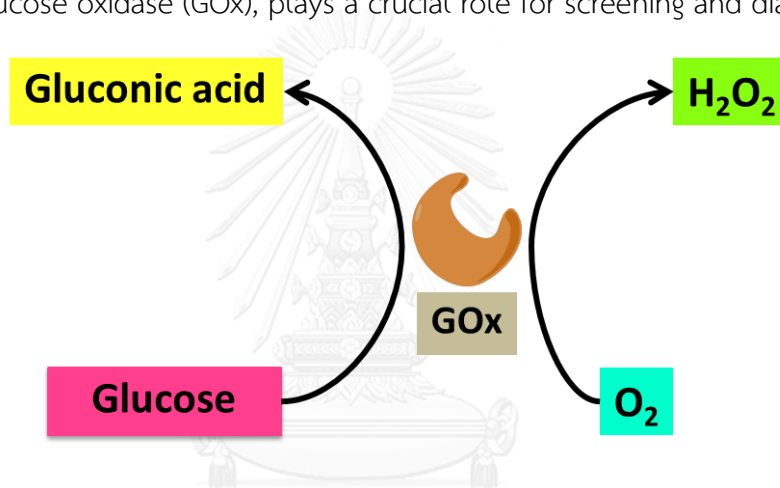 ucose oxidase (GOx), plays a crucial role for screening and dia
Gluconic acid
H₂O₂
GOx
Glucose
O₂